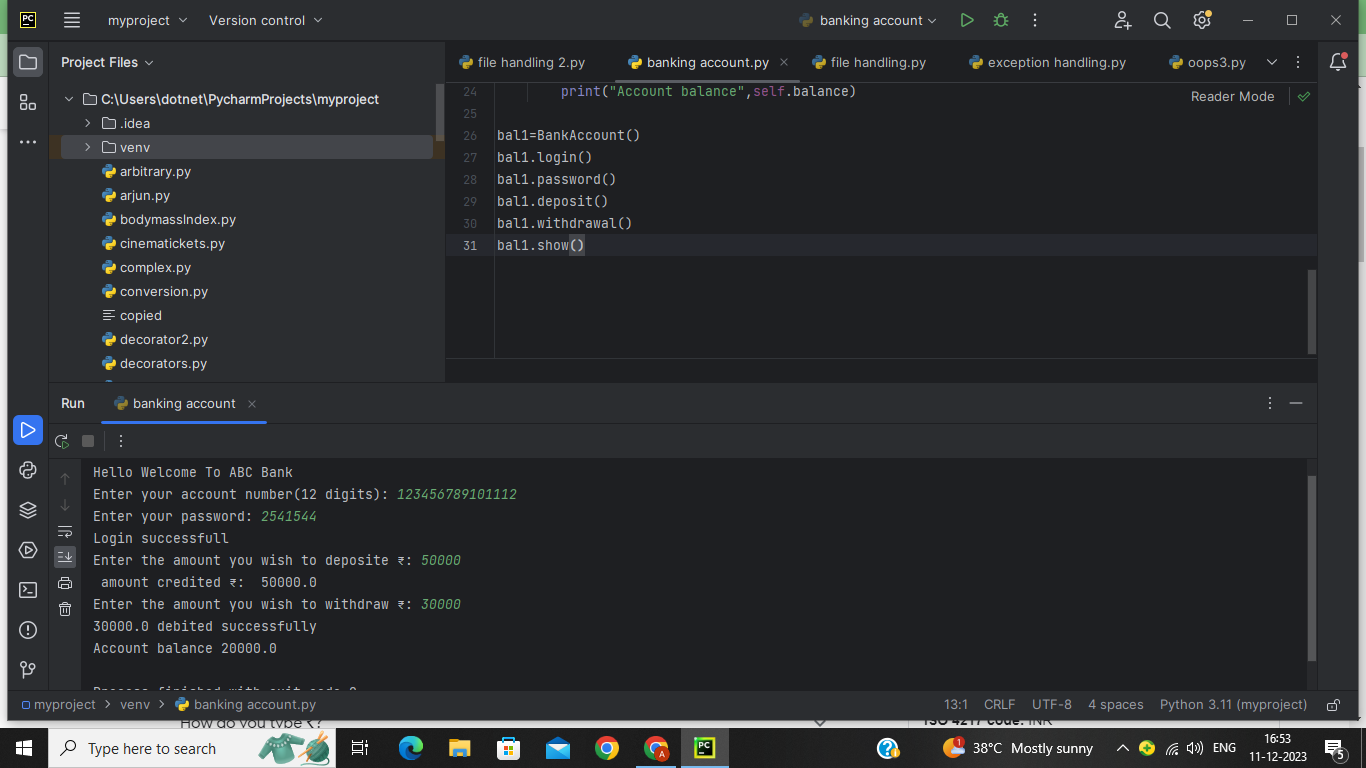 PC myproject Version control banking account
Project Files
file handling 2.py banking account.py file handling.py exception handling.py oops3.py
C:\Users\dotnet\PycharmProjects\myproject
.idea
venv
arbitrary.py
arjun.py
bodymassIndex.py
cinematickets.py
complex.py
conversion.py
copied
decorator2.py
decorators.py
Reader Mode
24 print("Account balance",self.balance)
25
26 bal1=BankAccount()
27 bal1.login()
28 bal1.password()
29 bal1.deposit()
30 bal1.withdrawal()
31 bal1.show()
Run banking account
Hello Welcome To ABC Bank
Enter your account number(12 digits): 123456789101112
Enter your password: 2541544
Login successfull
Enter the amount you wish to deposite ₹: 50000
amount credited ₹: 50000.0
Enter the amount you wish to withdraw ₹: 30000
30000.0 debited successfully
Account balance 20000.0
Process finished with exit code 0
myproject > venv > banking account.py 13:1 CRLF UTF-8 4 spaces Python 3.11 (myproject)
How do you type ₹? ISO 4217 code: INR
Type here to search PC 1 38°C Mostly sunny ENG 16:53
11-12-2023 5